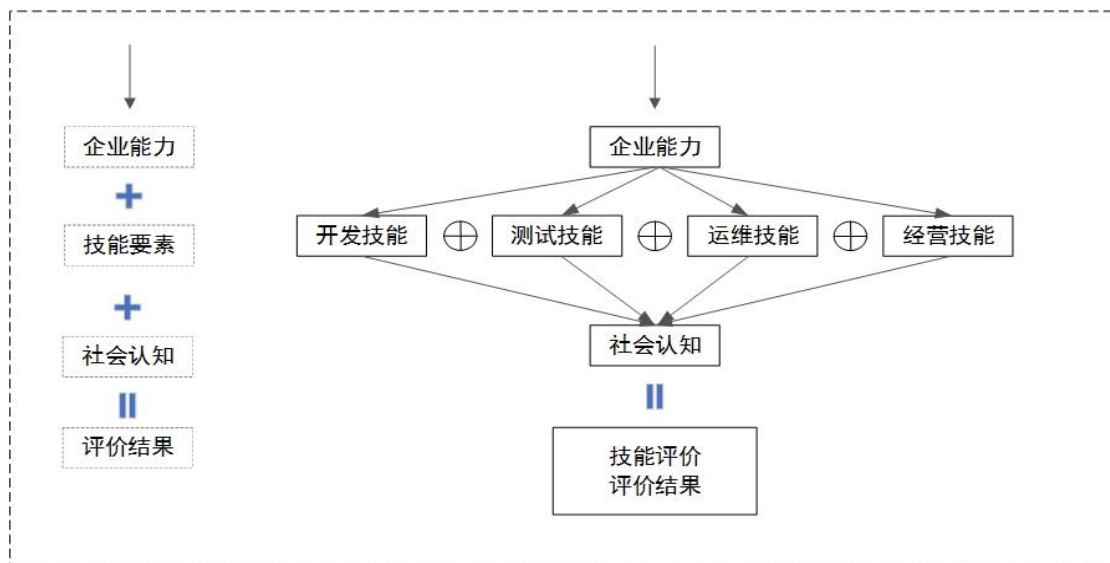 企业能力
技能要素
社会认知
评价结果
企业能力
开发技能
测试技能
运维技能
经营技能
社会认知
技能评价
评价结果